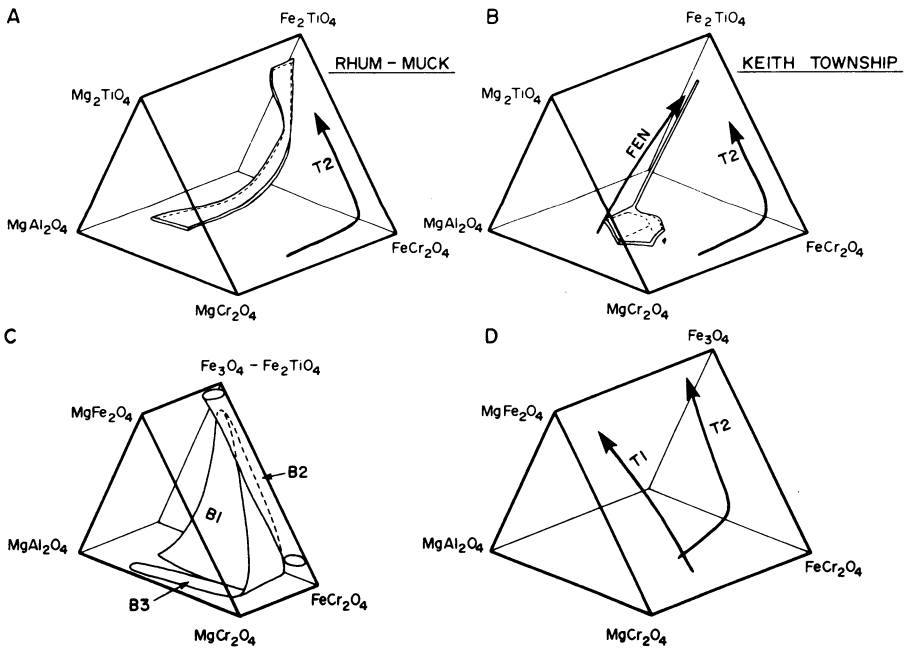 A
Fe₂TiO₄
RHUM – MUCK
Mg₂TiO₄
T2
MgAl₂O₄
FeCr₂O₄
MgCr₂O₄
B
Fe₂TiO₄
KEITH TOWNSHIP
Mg₂TiO₄
FEN
T2
MgAl₂O₄
FeCr₂O₄
MgCr₂O₄
C
Fe₃O₄ – Fe₂TiO₄
MgFe₂O₄
B2
B1
MgAl₂O₄
B3
FeCr₂O₄
MgCr₂O₄
D
Fe₃O₄
MgFe₂O₄
T1
T2
MgAl₂O₄
FeCr₂O₄
MgCr₂O₄